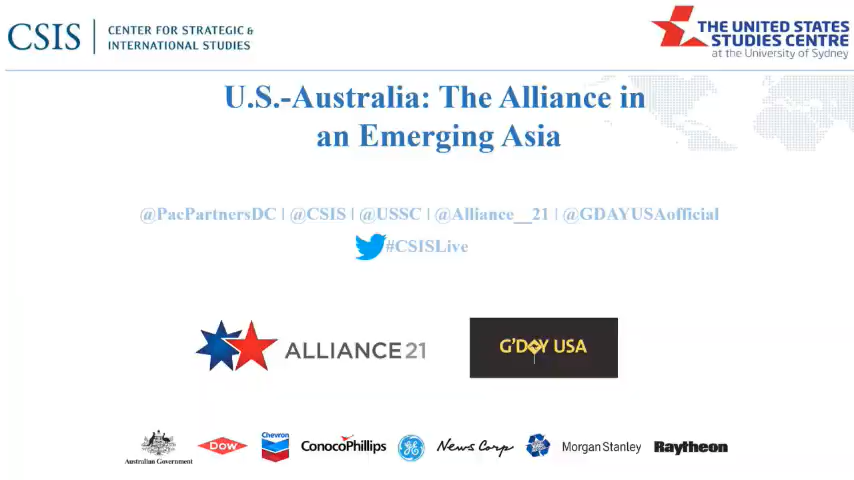 CSIS
CENTER FOR STRATEGIC &
INTERNATIONAL STUDIES
THE UNITED STATES
STUDIES CENTRE
at the University of Sydney
U.S.-Australia: The Alliance in
an Emerging Asia
@PacPartnersDC | @CSIS | @USSC | @Alliance__21 | @GDAYUSAofficial
#CSISLive
ALLIANCE 21
G'DAY USA
Australian Government
DOW
Chevron
ConocoPhillips
GE
News Corp
Morgan Stanley
Raytheon